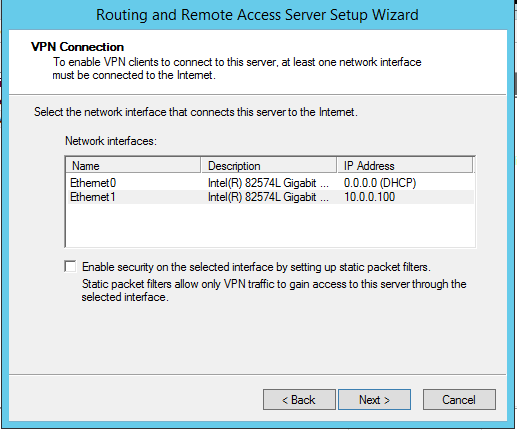 Routing and Remote Access Server Setup Wizard
VPN Connection
To enable VPN clients to connect to this server, at least one network interface
must be connected to the Internet.
Select the network interface that connects this server to the Internet.
Network interfaces:
Name Description IP Address
Ethernet0 Intel(R) 82574L Gigabit ... 0.0.0.0 (DHCP)
Ethernet1 Intel(R) 82574L Gigabit ... 10.0.0.100
Enable security on the selected interface by setting up static packet filters.
Static packet filters allow only VPN traffic to gain access to this server through the
selected interface.
< Back Next > Cancel